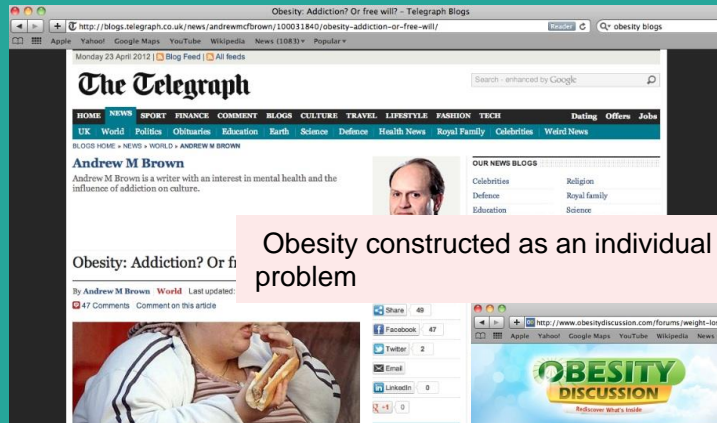 Obesity: Addiction? Or free will? – Telegraph Blogs
http://blogs.telegraph.co.uk/news/andrewmcfbrown/100031840/obesity-addiction-or-free-will/
Reader
obesity blogs
Apple Yahoo! Google Maps YouTube Wikipedia News (1083) Popular
Monday 23 April 2012 | Blog Feed | All feeds
The Telegraph
Search - enhanced by Google
HOME NEWS SPORT FINANCE COMMENT BLOGS CULTURE TRAVEL LIFESTYLE FASHION TECH Dating Offers Jobs
UK World Politics Obituaries Education Earth Science Defence Health News Royal Family Celebrities Weird News
BLOGS HOME » NEWS » WORLD » ANDREW M BROWN
Andrew M Brown
Andrew M Brown is a writer with an interest in mental health and the
influence of addiction on culture.
OUR NEWS BLOGS
Celebrities Religion
Defence Royal family
Education Science
Obesity constructed as an individual
problem
Obesity: Addiction? Or
By Andrew M Brown World Last updated:
47 Comments Comment on this article
Share 49
Facebook 47
Twitter 2
Email
LinkedIn 0
+1 0
http://www.obesitydiscussion.com/forums/weight-los
Apple Yahoo! Google Maps YouTube Wikipedia News
OBESITY
DISCUSSION
Rediscover What's Inside